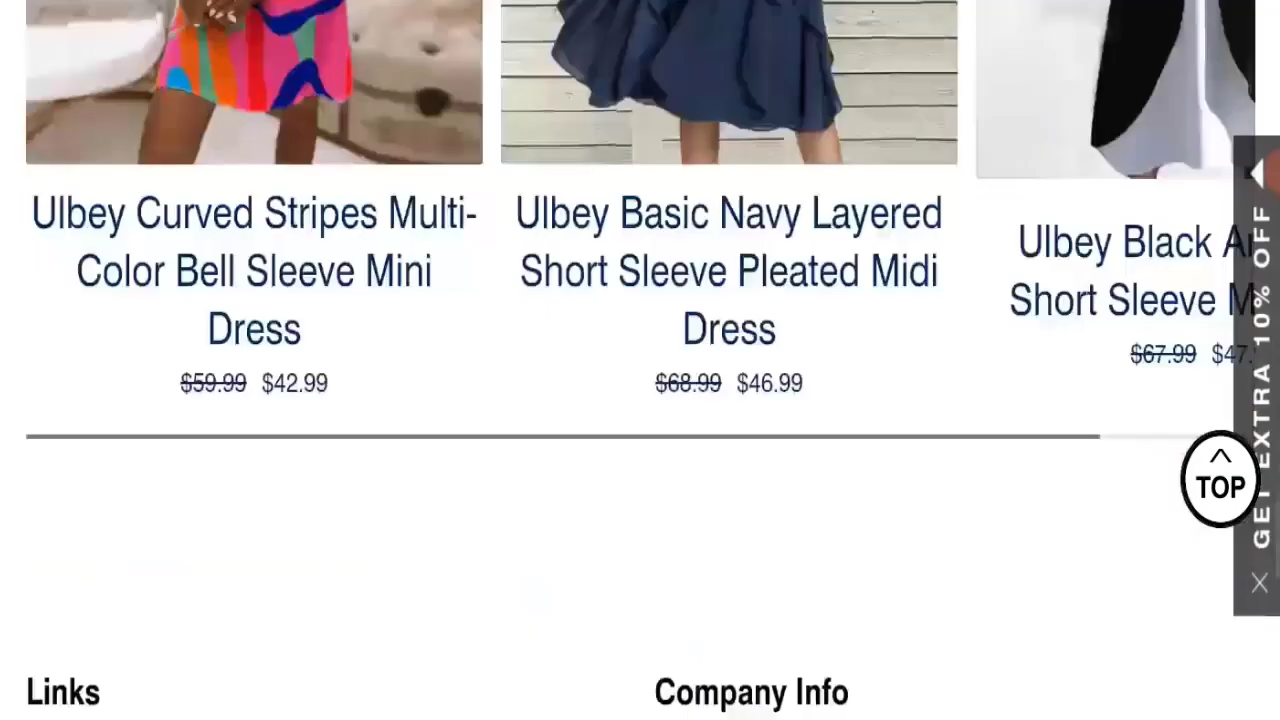 Ulbey Curved Stripes Multi-
Color Bell Sleeve Mini
Dress
$59.99 $42.99
Ulbey Basic Navy Layered
Short Sleeve Pleated Midi
Dress
$68.99 $46.99
Ulbey Black
Short Sleeve
$67.99 $47.
GET EXTRA 10% OFF
X
^
TOP
Links
Company Info